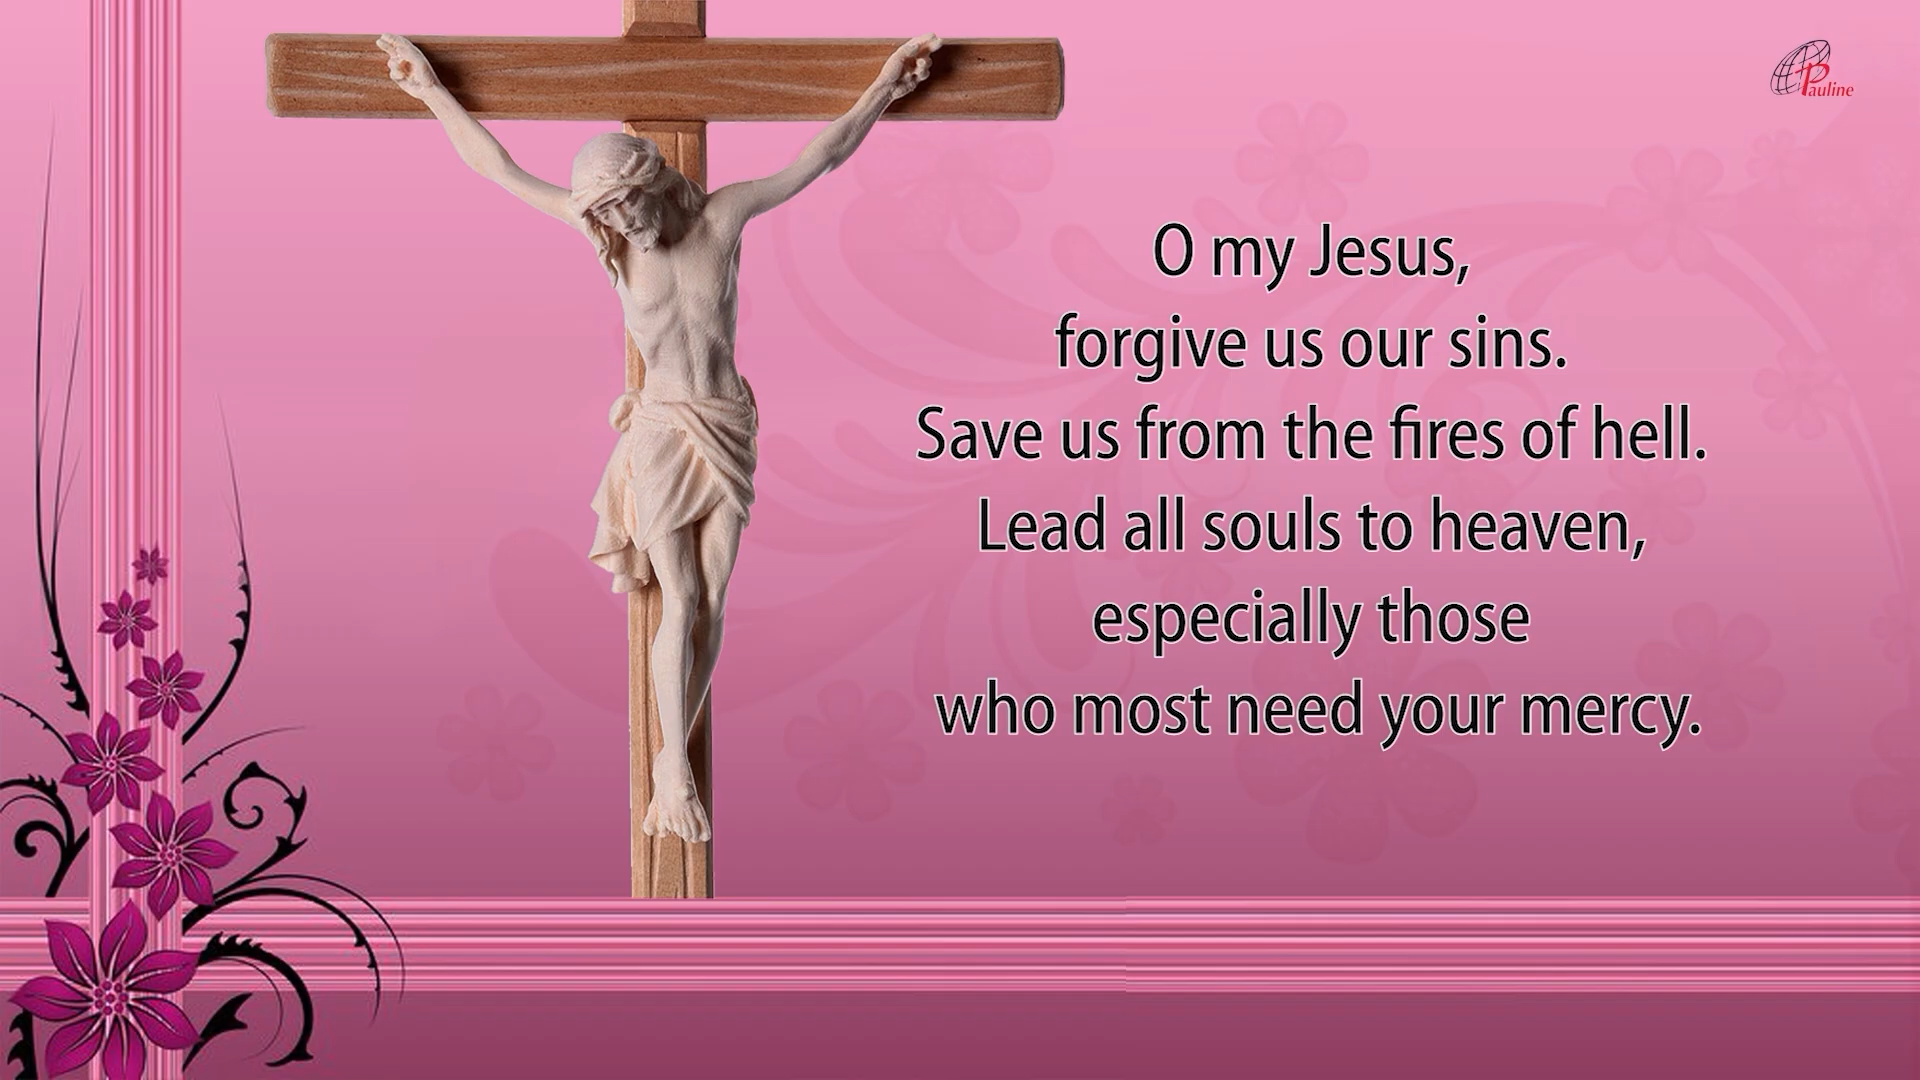 Pauline
O my Jesus,
forgive us our sins.
Save us from the fires of hell.
Lead all souls to heaven,
especially those
who most need your mercy.